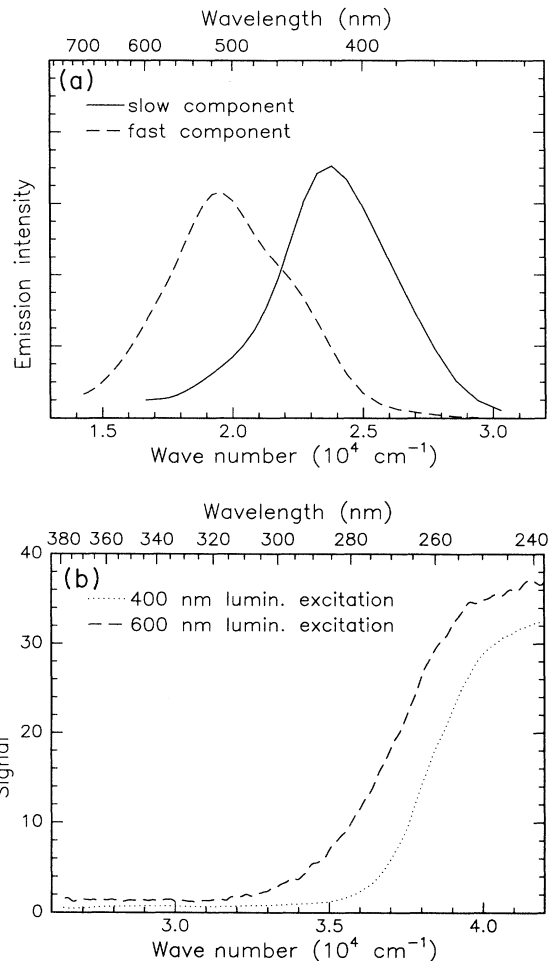 Wavelength (nm)
700 600 500 400
(a)
slow component
fast component
Emission intensity
1.5 2.0 2.5 3.0
Wave number (10⁴ cm⁻¹)
Wavelength (nm)
380 360 340 320 300 280 260 240
40
(b)
400 nm lumin. excitation
600 nm lumin. excitation
30
20
Signal
10
0
3.0 3.5 4.0
Wave number (10⁴ cm⁻¹)